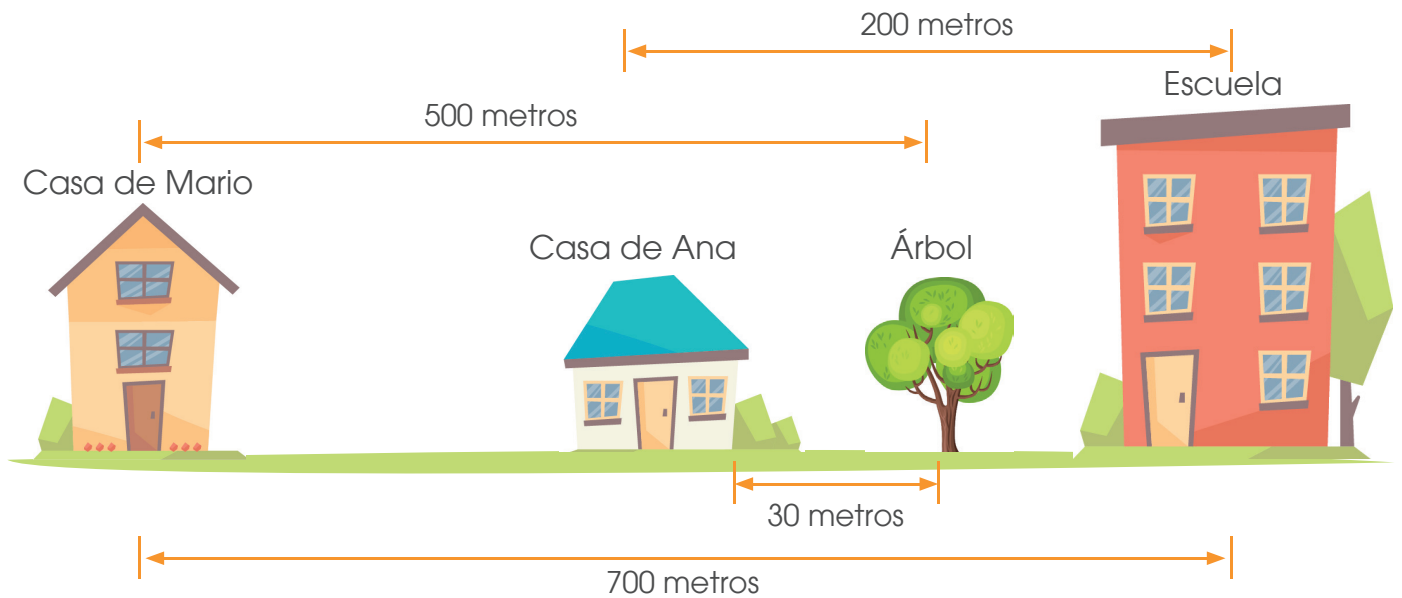 200 metros
Escuela
500 metros
Casa de Mario
Casa de Ana
Árbol
30 metros
700 metros